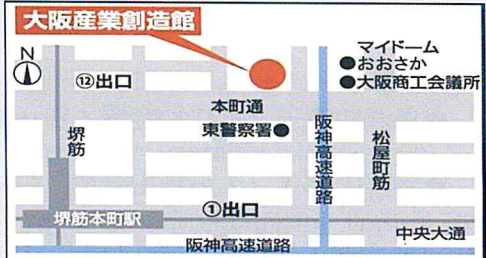 大阪産業創造館
N
⑫出口
マイドーム
おおさか
大阪商工会議所
本町通
東警察署
堺筋
阪神高速道路
松屋町筋
①出口
堺筋本町駅
中央大通
阪神高速道路